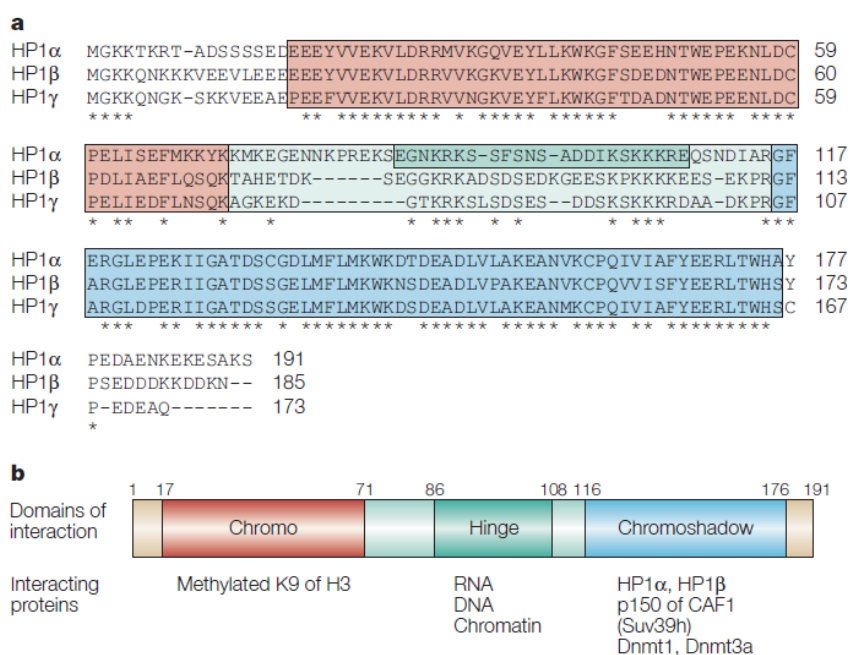 a
HP1α MGKKTKRT-ADSSSSEDEEEYVVEKVLDRRMVKGQVEYLLKWKGFSEEHNTWEPEKNLDC 59
HP1β MGKKQNKKKVEEVLEEEEEEYVVEKVLDRRVVKGKVEYLLKWKGFSDEDNTWEPEENLDC 60
HP1γ MGKKQNGK-SKKVEEAEPEEFVVEKVLDRRVVNGKVEYFLKWKGFTDADNTWEPEENLDC 59
**** ** ********* * *** ****** ***** ****
HP1α PELISEFMKKYKKMKEGENNKPREKSEGNKRKS-SFSNS-ADDIKSKKKREQSNDIARGF 117
HP1β PDLIAEFLQSQKTAHETDK------SEGGKRKADSDSEDKGEESKPKKKKEES-EKPRGF 113
HP1γ PELIEDFLNSQKAGKEKD-------GTKRKSLSDSES--DDSKSKKKRDAA-DKPRGF 107
* ** * * * * ** * * * *** ***
HP1α ERGLEPEKIIGATDSCGDLMFLMKWKDTDEADLVLAKEANVKCPQIVIAFYEERLTWHAY 177
HP1β ARGLEPERIIGATDSSGELMFLMKWKNSDEADLVPAKEANVKCPQVVISFYEERLTWHSY 173
HP1γ ARGLDPERIIGATDSSGELMFLMKWKDSDEADLVLAKEANMKCPQIVISFYEERLTWHSC 167
*** ** ****** * ******** ****** ***** **** ** *********
HP1α PEDAENKEKESAKS 191
HP1β PSEDDDKKDDKN-- 185
HP1γ P-EDEAQ------- 173
*
b
1 17 71 86 108 116 176 191
Domains of interaction
Chromo Hinge Chromoshadow
Interacting proteins
Methylated K9 of H3
RNA
DNA
Chromatin
HP1α, HP1β
p150 of CAF1
(Suv39h)
Dnmt1, Dnmt3a